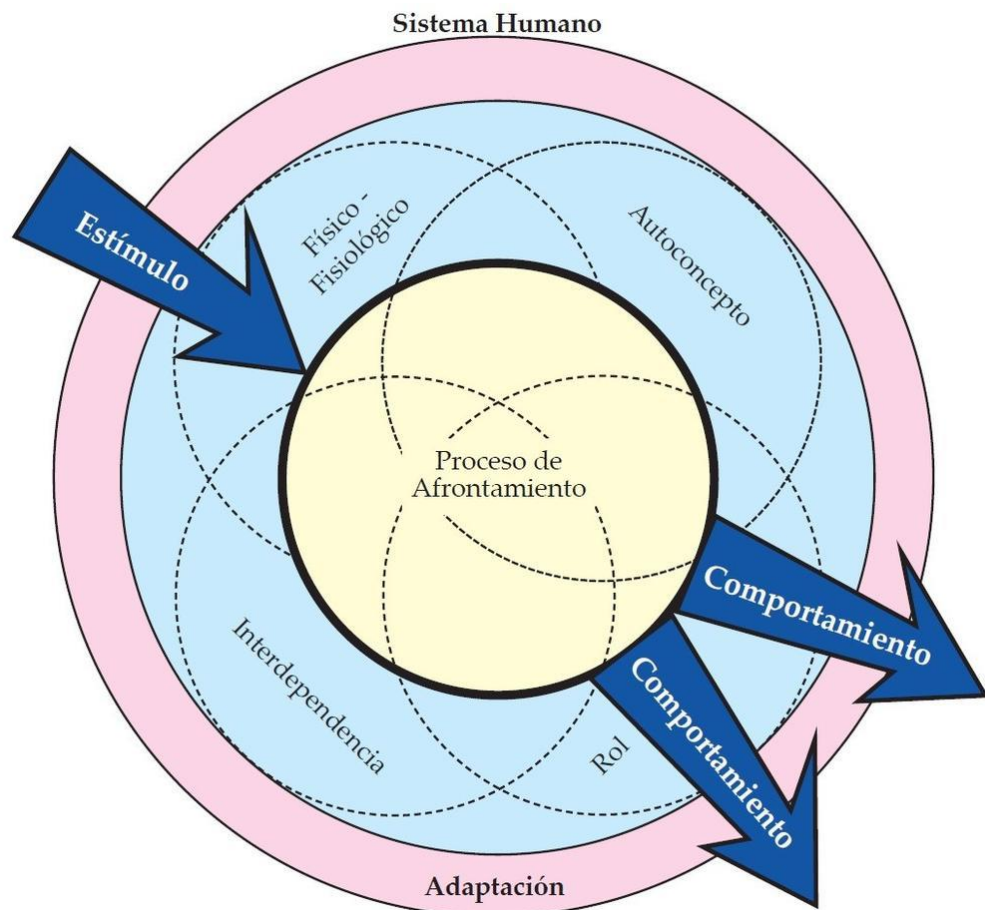 Sistema Humano
Estímulo
Físico -
Fisiológico
Autoconcepto
Proceso de
Afrontamiento
Comportamiento
Comportamiento
Interdependencia
Rol
Adaptación